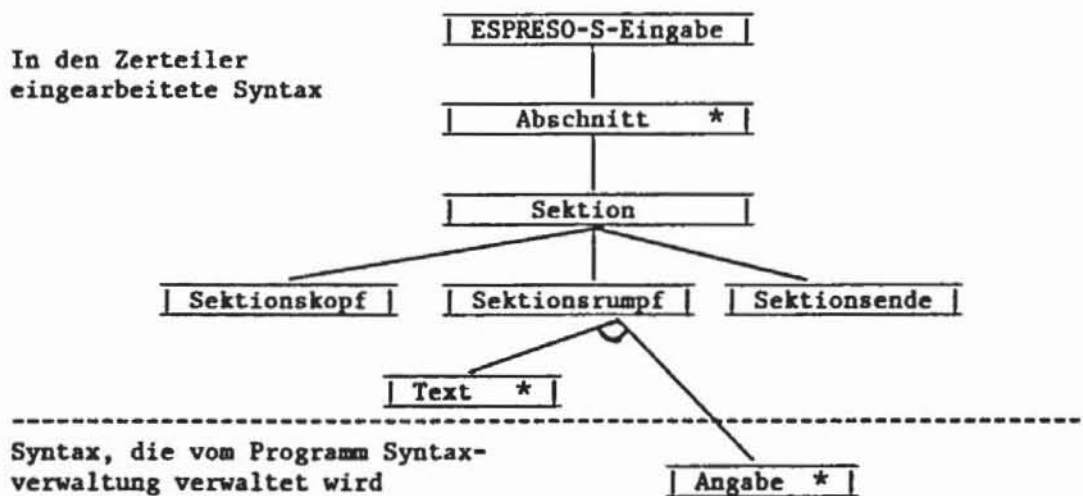 ESPRESO-S-Eingabe
In den Zerteiler
eingearbeitete Syntax
Abschnitt *
Sektion
Sektionskopf
Sektionsrumpf
Sektionsende
Text *
Syntax, die vom Programm Syntax-
verwaltung verwaltet wird
Angabe *